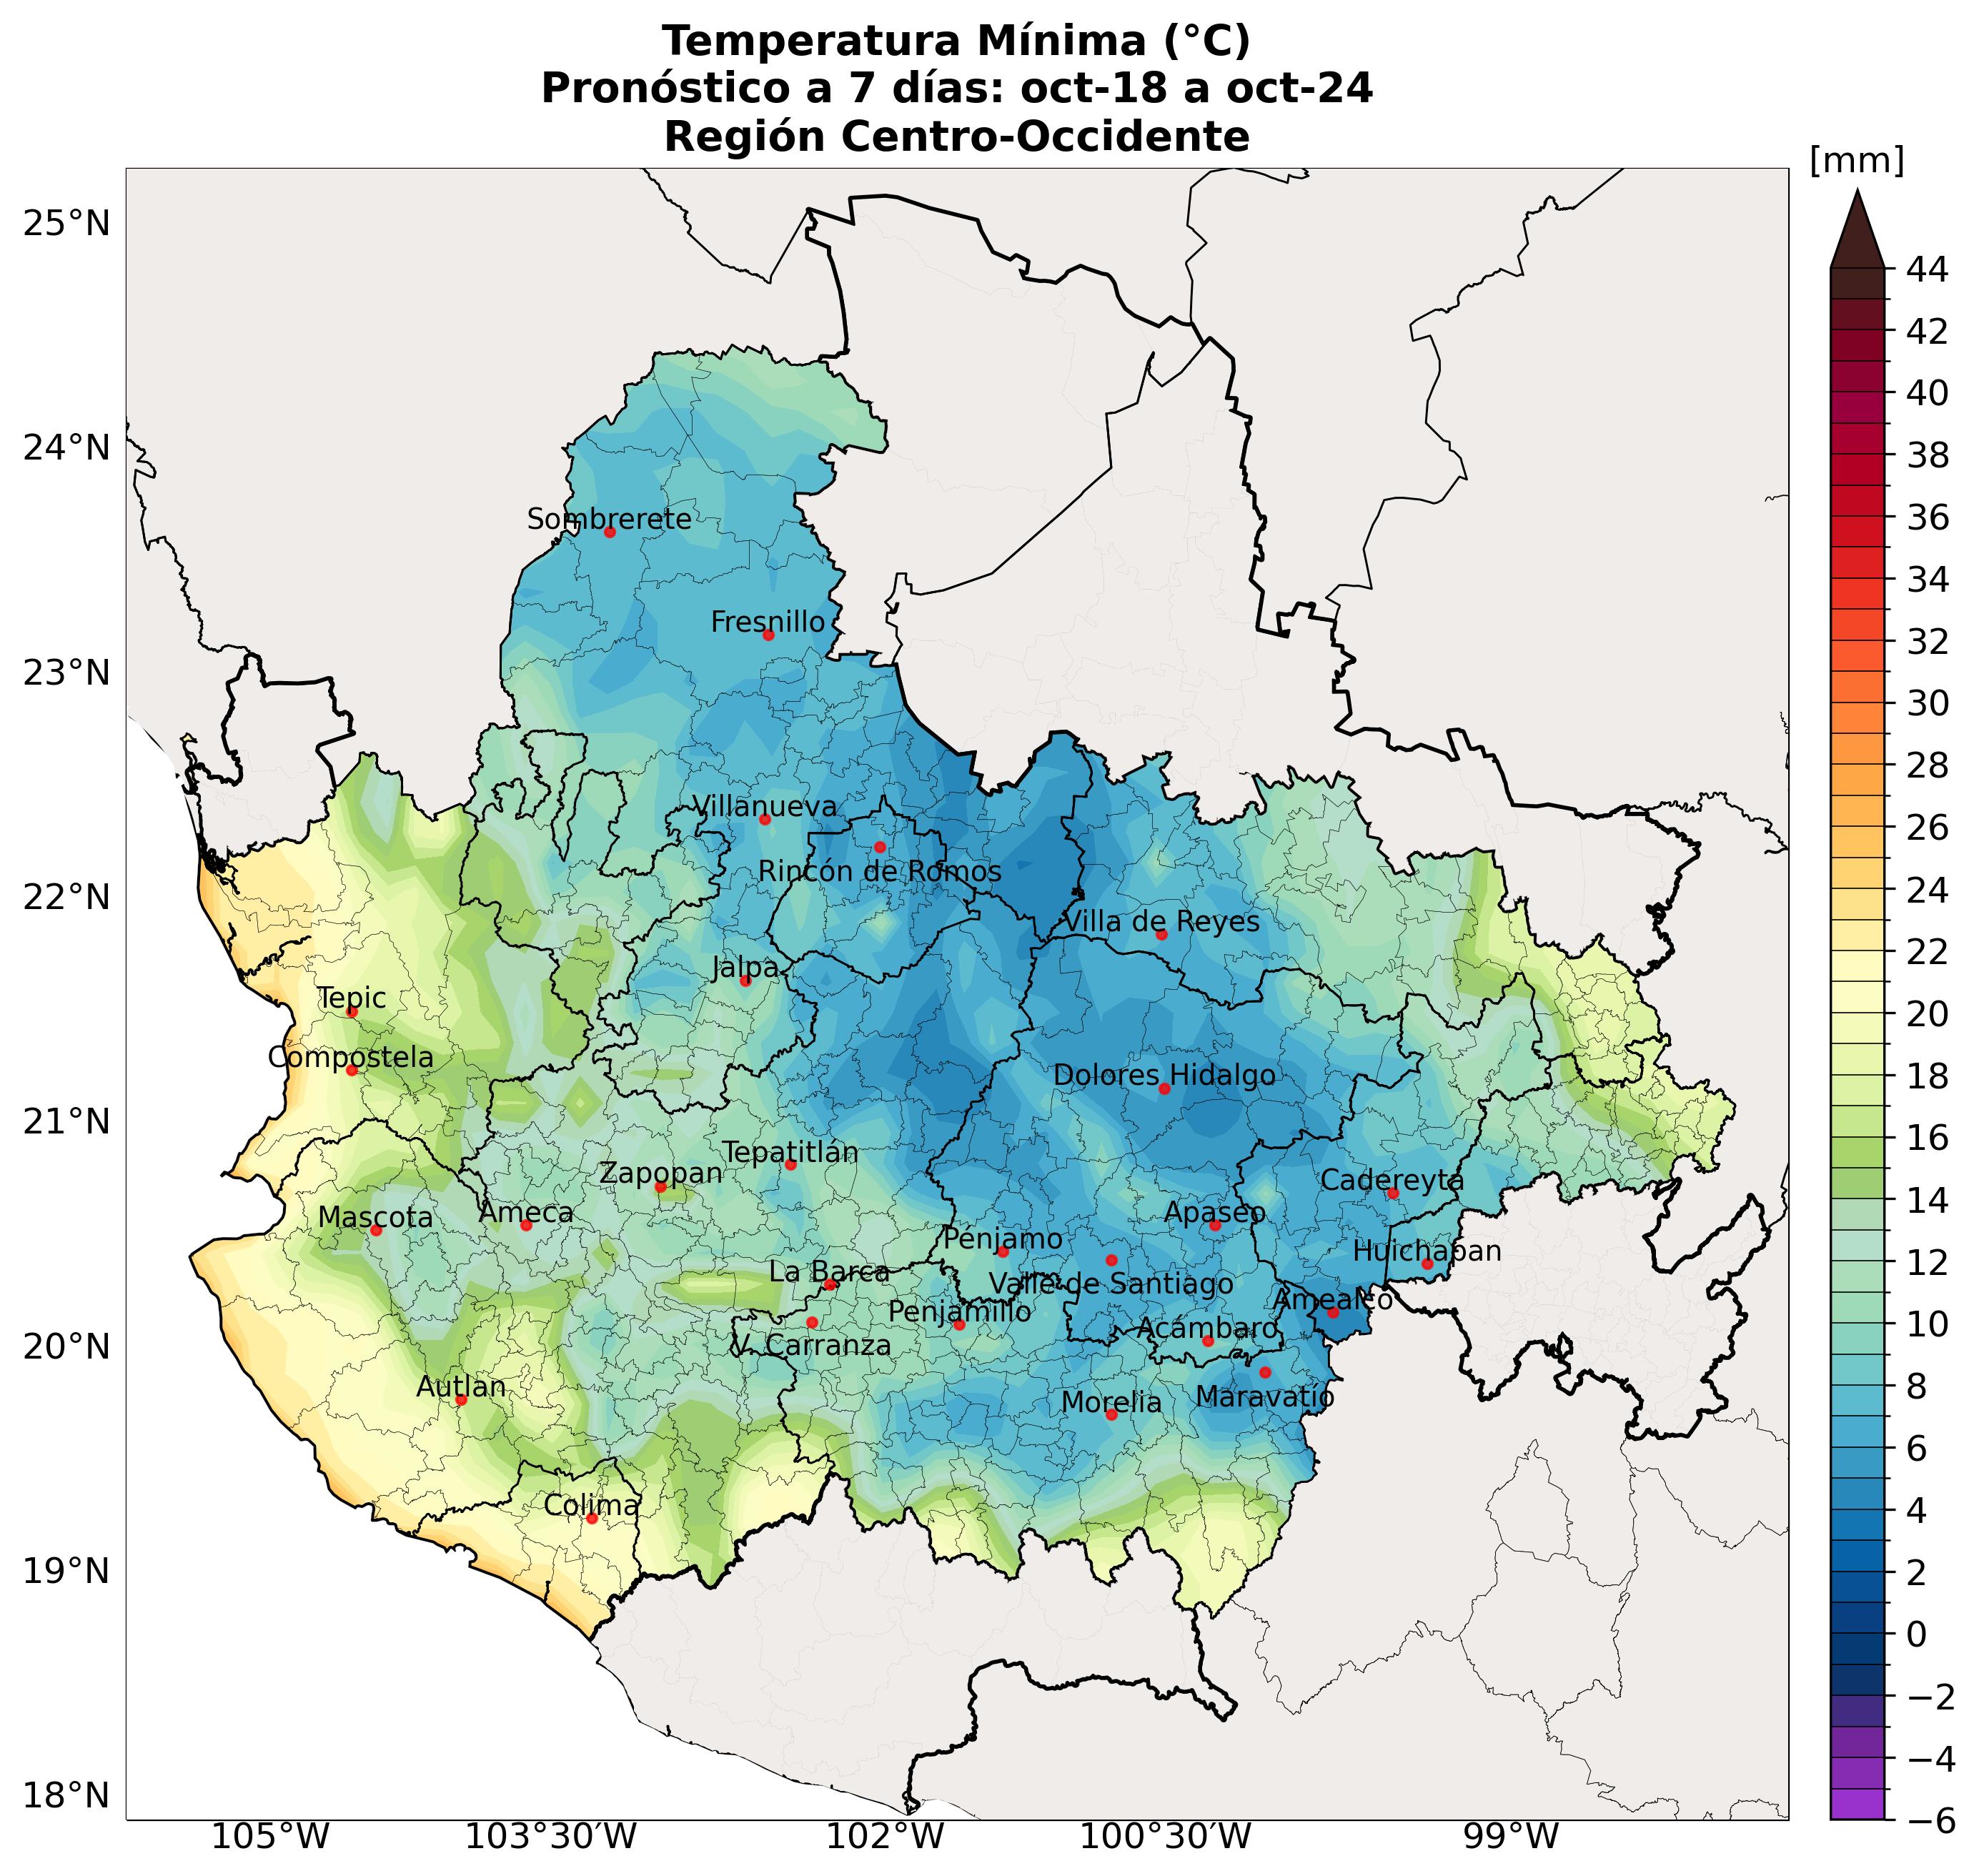 Temperatura Mínima (°C)
Pronóstico a 7 días: oct-18 a oct-24
Región Centro-Occidente
[mm]
25°N
24°N
23°N
22°N
21°N
20°N
19°N
18°N
Sombrerete
Fresnillo
Villanueva
Rincón de Romos
Villa de Reyes
Jalpa
Tepic
Compostela
Dolores Hidalgo
Tepatitlán
Zapopan
Cadereyta
Mascota
Ameca
Apaseo
Pénjamo
Huichapan
La Barca
Valle de Santiago
Amealco
Penjamillo
Acámbaro
V. Carranza
Autlan
Morelia
Maravatío
Colima
105°W
103°30'W
102°W
100°30'W
99°W
44
42
40
38
36
34
32
30
28
26
24
22
20
18
16
14
12
10
8
6
4
2
0
−2
−4
−6